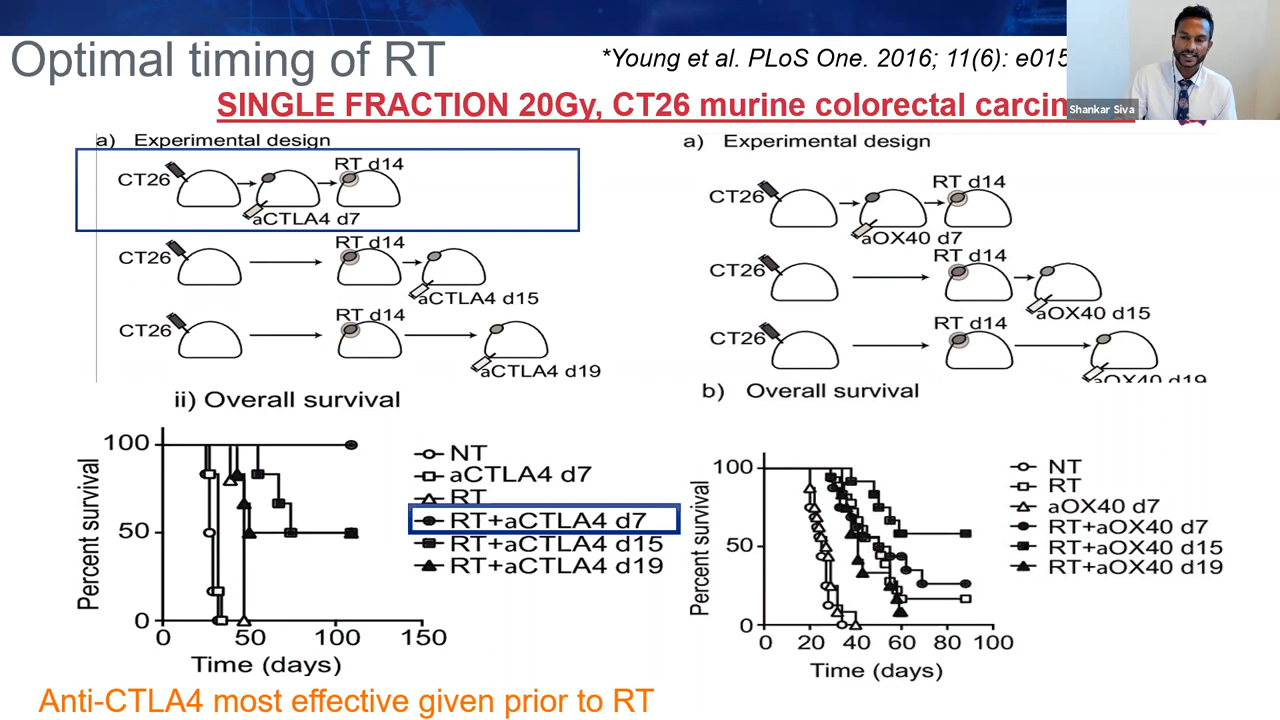 Optimal timing of RT
*Young et al. PLoS One. 2016; 11(6): e015
SINGLE FRACTION 20Gy, CT26 murine colorectal carcin
Shankar Siva
a) Experimental design
CT26
RT d14
aCTLA4 d7
CT26
RT d14
aCTLA4 d15
CT26
RT d14
aCTLA4 d19
ii) Overall survival
Percent survival
100
50
0
0 50 100 150
Time (days)
NT
aCTLA4 d7
RT
RT+aCTLA4 d7
RT+aCTLA4 d15
RT+aCTLA4 d19
a) Experimental design
CT26
RT d14
aOX40 d7
CT26
RT d14
aOX40 d15
CT26
RT d14
aOX40 d19
b) Overall survival
Percent survival
100
50
0
0 20 40 60 80 100
Time (days)
NT
RT
aOX40 d7
RT+aOX40 d7
RT+aOX40 d15
RT+aOX40 d19
Anti-CTLA4 most effective given prior to RT